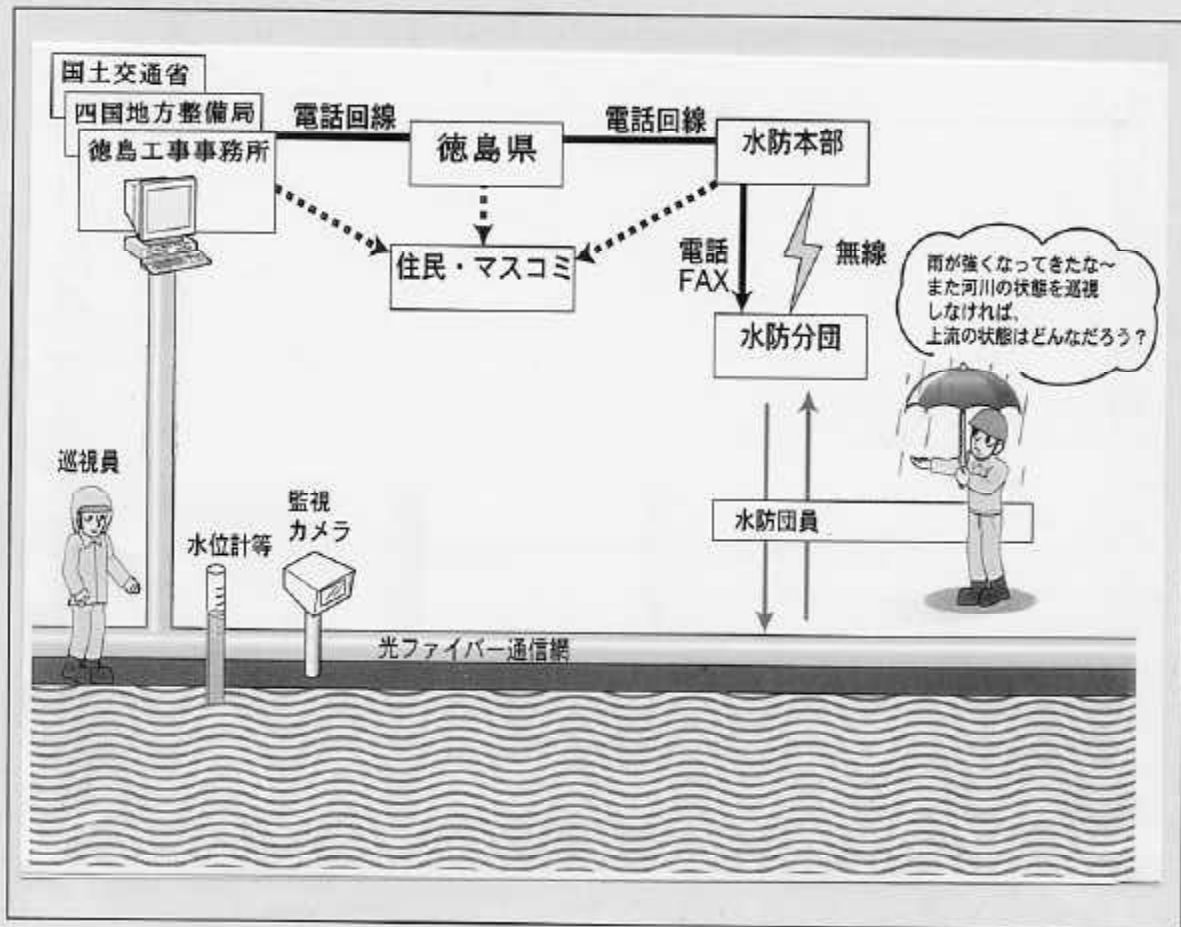 国土交通省
四国地方整備局
徳島工事事務所
電話回線
徳島県
電話回線
水防本部
住民・マスコミ
電話
FAX
無線
水防分団
雨が強くなってきたな～
また河川の状態を巡視
しなければ、
上流の状態はどんなだろう？
巡視員
水位計等
監視
カメラ
水防団員
光ファイバー通信網